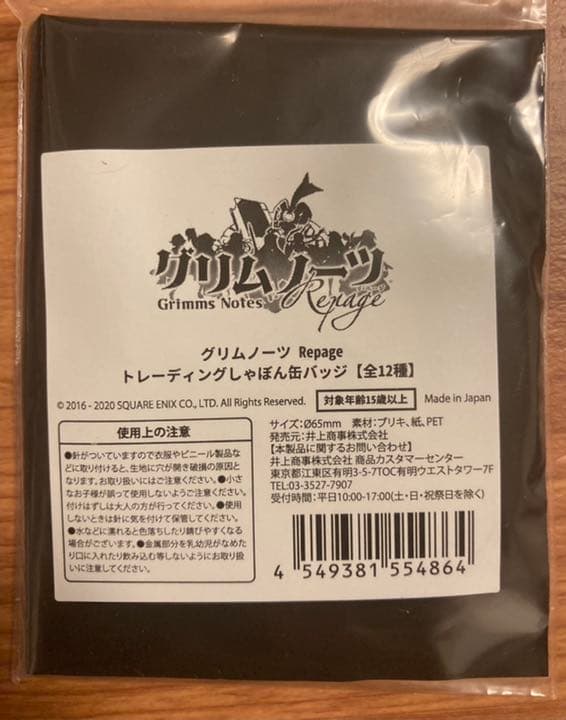 グリムノーツ
Grimms Notes Repage
グリムノーツ Repage
トレーディングしゃぼん缶バッジ【全12種】
© 2016 - 2020 SQUARE ENIX CO., LTD. All Rights Reserved. 対象年齢15歳以上 Made in Japan
使用上の注意
●針がついていますので衣服やビニール製品な
どに取り付けると、生地に穴が開き破損の原因と
なります。お取り扱いにはご注意ください。●小さ
なお子様が誤って使用しないようご注意ください。
付けはずしは大人の方が行ってください。●使用
しないときは針に気を付けて保管してください。
●水などに濡れると色落ちしたり錆びやすくなる
場合がございます。●金属部分を乳幼児がなめた
り口に入れたり飲み込む等しないようにお取り扱
いに注意してください。
サイズ:Ø65mm 素材:ブリキ、紙、PET
発売元:井上商事株式会社
【本製品に関するお問い合わせ】
井上商事株式会社 商品カスタマーセンター
東京都江東区有明3-5-7TOC有明ウエストタワー7F
TEL:03-3527-7907
受付時間:平日10:00-17:00(土・日・祝祭日を除く)
4 549381 554864